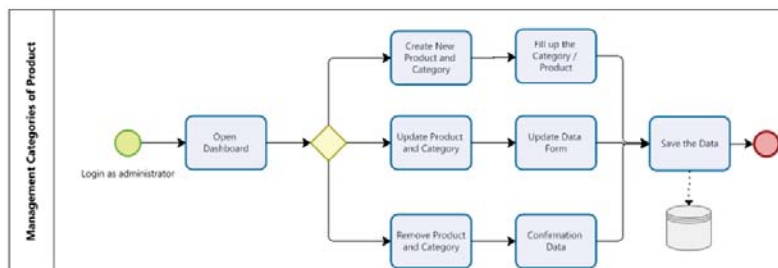 Management Categories of Product
Login as administrator
Open
Dashboard
Create New
Product and
Category
Fill up the
Category /
Product
Update Product
and Category
Update Data
Form
Remove Product
and Category
Confirmation
Data
Save the Data